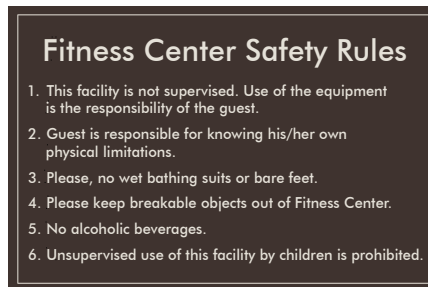 Fitness Center Safety Rules
1. This facility is not supervised. Use of the equipment
is the responsibility of the guest.
2. Guest is responsible for knowing his/her own
physical limitations.
3. Please, no wet bathing suits or bare feet.
4. Please keep breakable objects out of Fitness Center.
5. No alcoholic beverages.
6. Unsupervised use of this facility by children is prohibited.